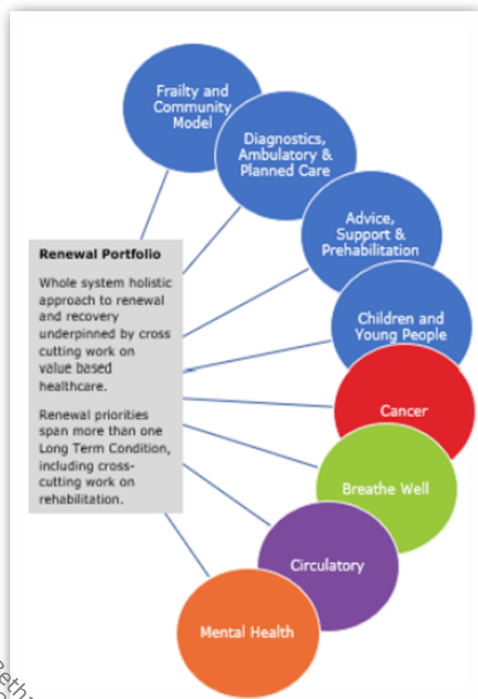 Frailty and
Community
Model
Diagnostics,
Ambulatory &
Planned Care
Advice,
Support &
Prehabilitation
Children and
Young People
Renewal Portfolio
Whole system holistic
approach to renewal
and recovery
underpinned by cross
cutting work on
value based
healthcare.
Renewal priorities
span more than one
Long Term Condition,
including cross-
cutting work on
rehabilitation.
Cancer
Breathe Well
Circulatory
Mental Health